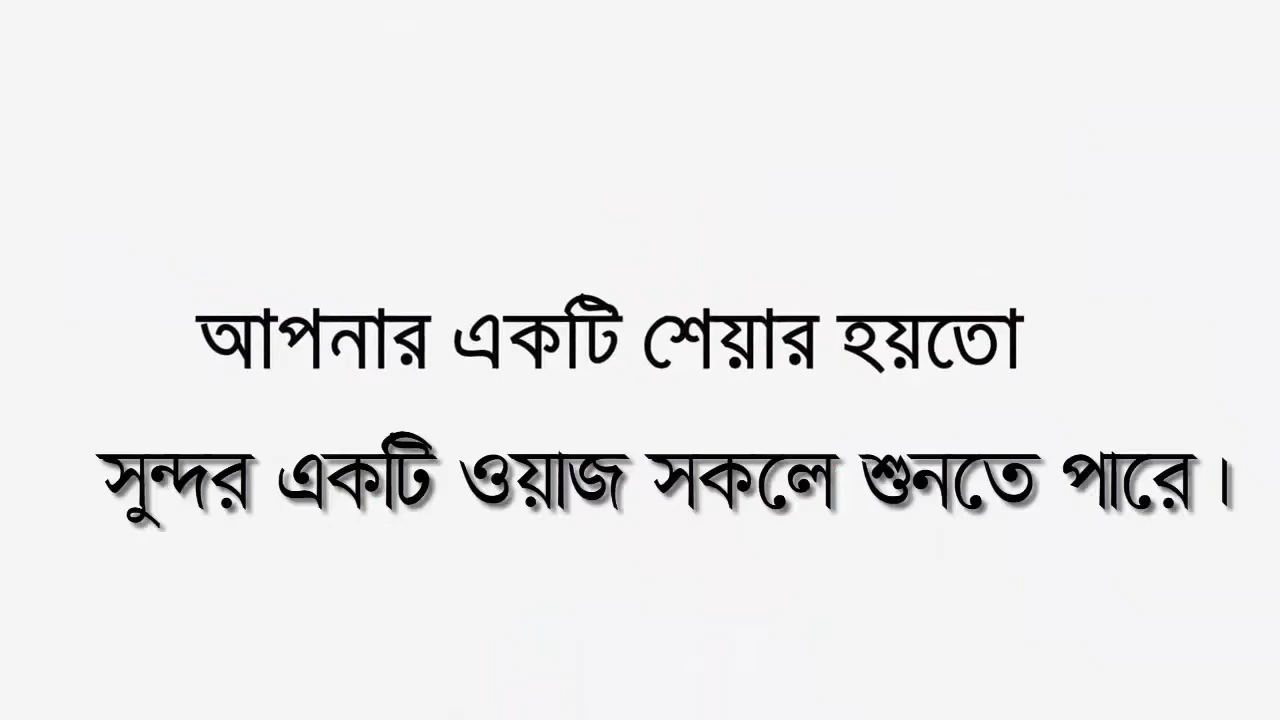 আপনার একটি শেয়ার হয়তো
সুন্দর একটি ওয়াজ সকলে শুনতে পারে।